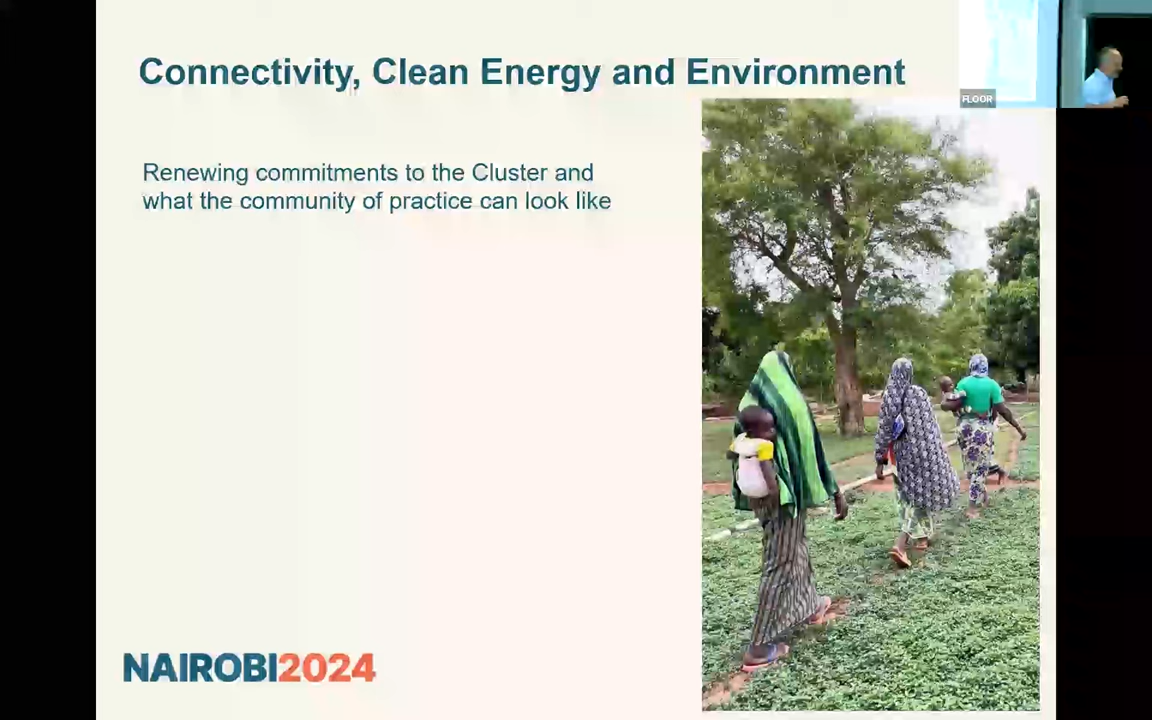 Connectivity, Clean Energy and Environment
FLOOR
Renewing commitments to the Cluster and
what the community of practice can look like
NAIROBI2024